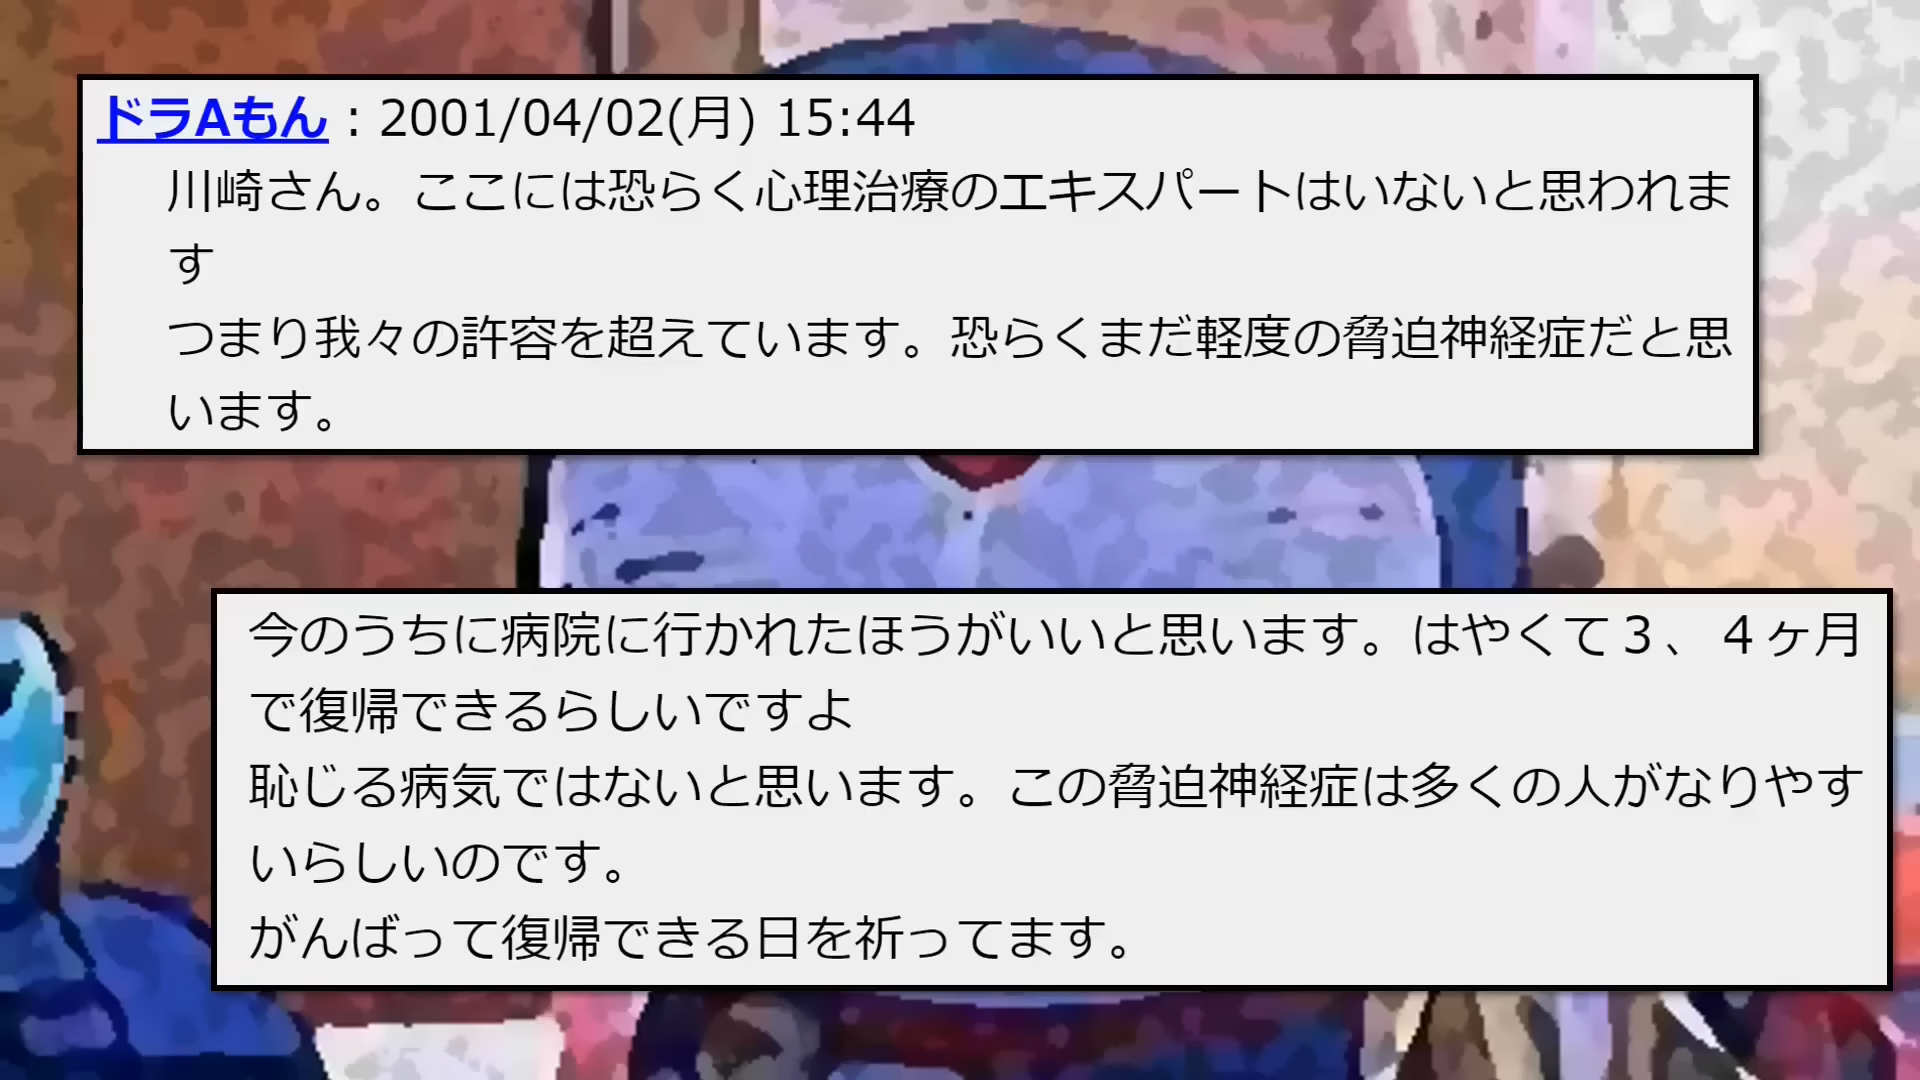 ドラAもん：2001/04/02(月) 15:44
川崎さん。ここには恐らく心理治療のエキスパートはいないと思われま
す
つまり我々の許容を超えています。恐らくまだ軽度の脅迫神経症だと思
います。
今のうちに病院に行かれたほうがいいと思います。はやくて３、４ヶ月
で復帰できるらしいですよ
恥じる病気ではないと思います。この脅迫神経症は多くの人がなりやす
いらしいのです。
がんばって復帰できる日を祈ってます。